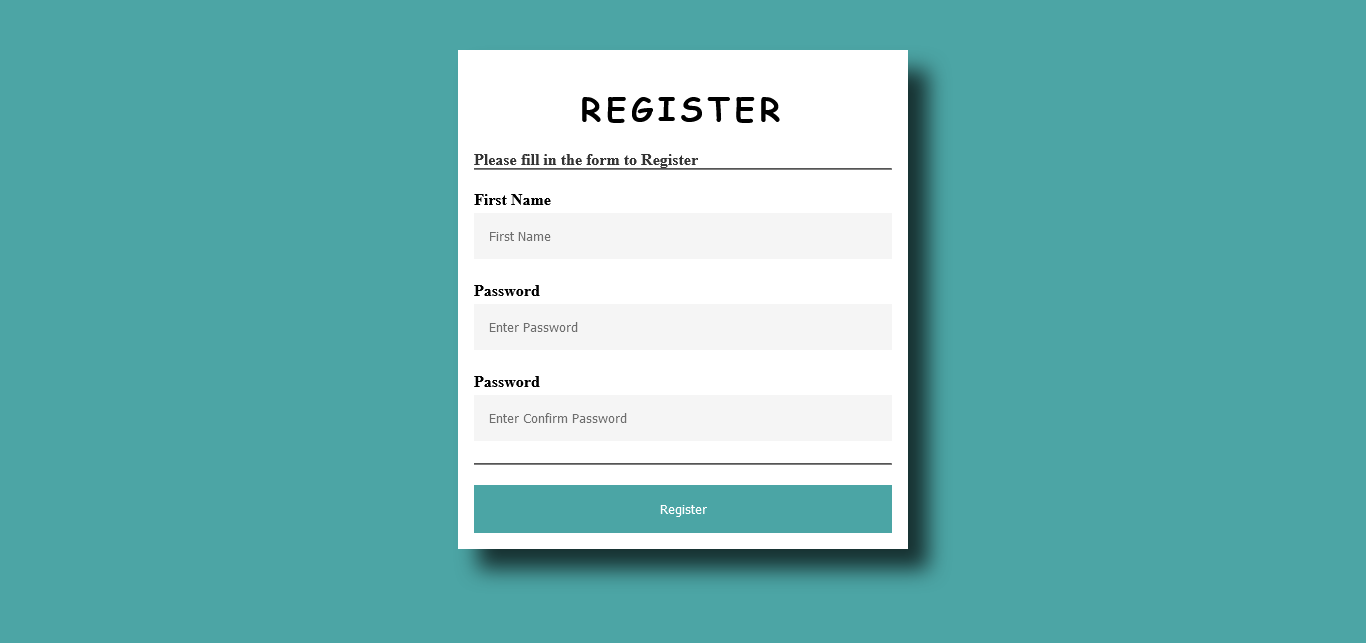 REGISTER
Please fill in the form to Register
First Name
First Name
Password
Enter Password
Password
Enter Confirm Password
Register